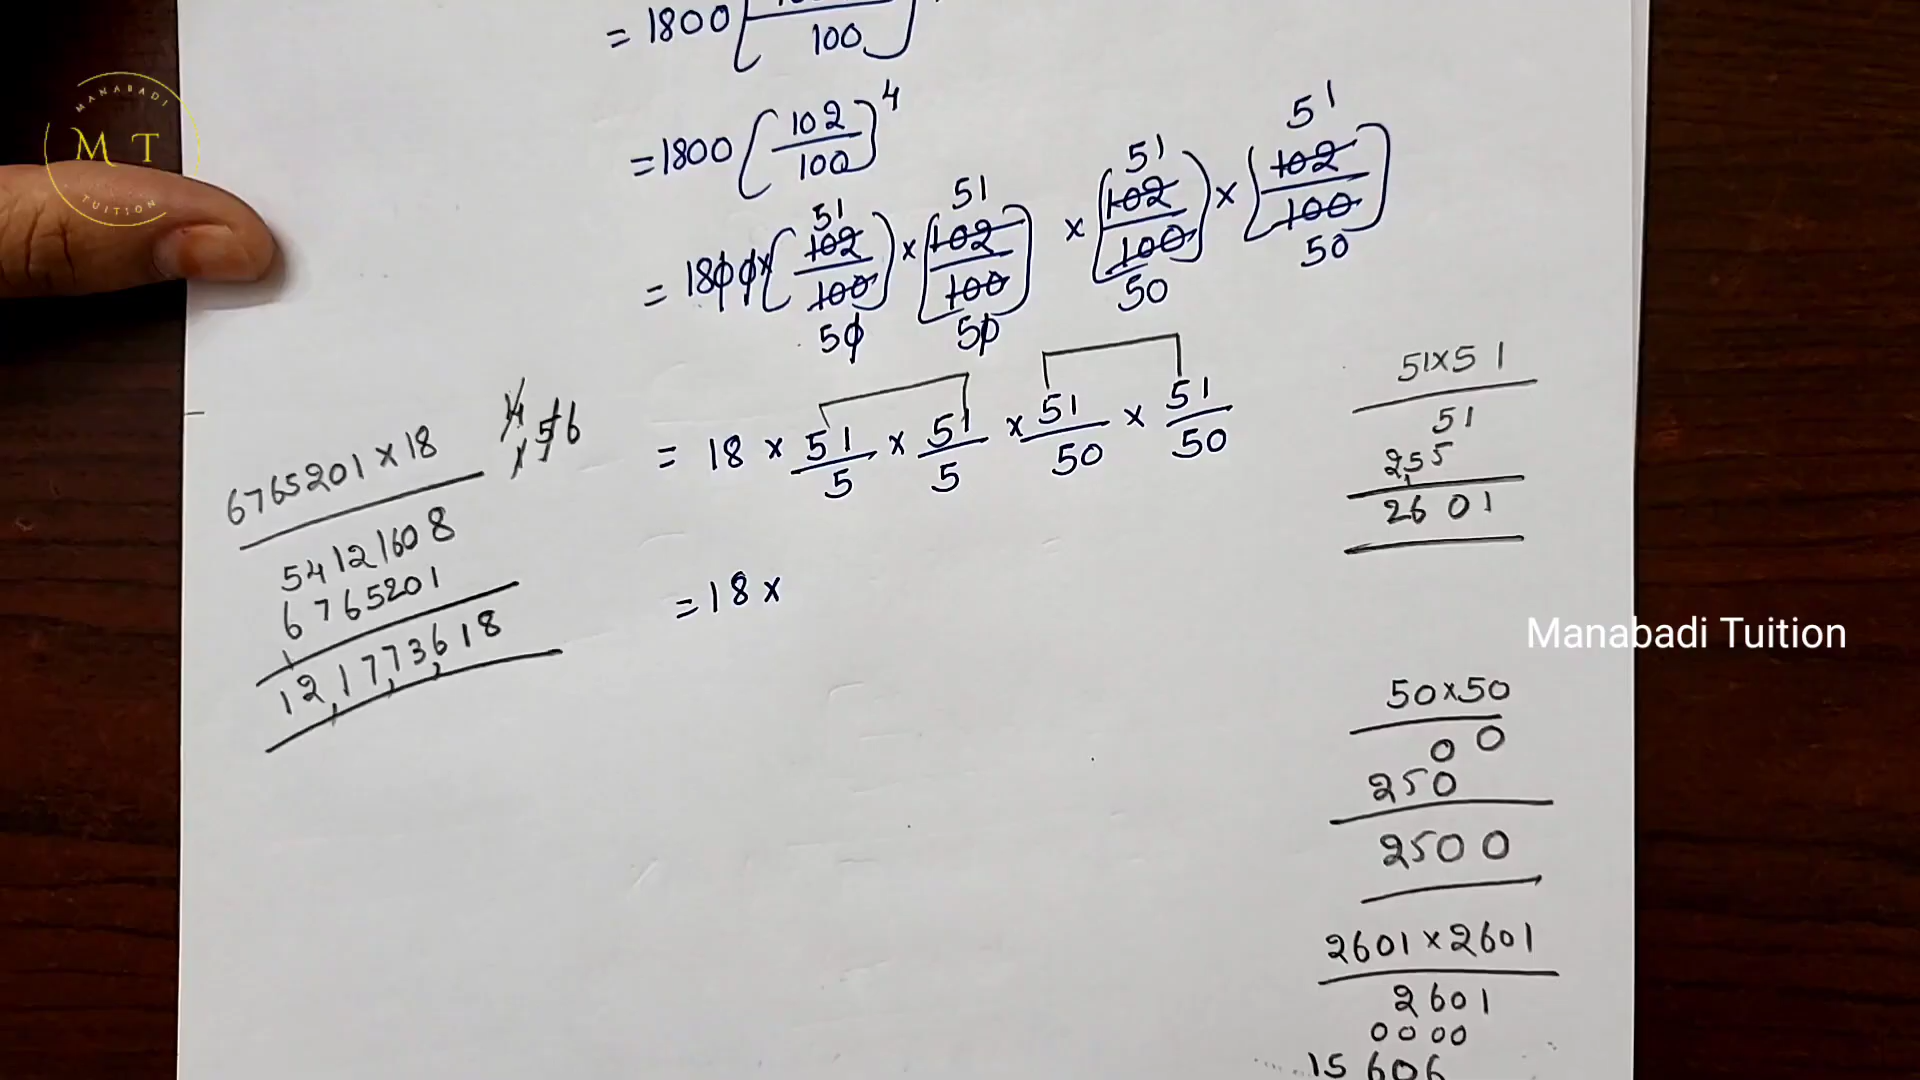 = 1800 [ 100 ]
= 1800 [ 102 / 100 ]^4
= 1800 × [ 102 / 100 ] × [ 102 / 100 ] × [ 102 / 100 ] × [ 102 / 100 ]
51 51 51 51
50 50 50 50
= 18 × 51/5 × 51/5 × 51/50 × 51/50
= 18 ×
6765201 × 18
54121608
6765201
1
121773618
51×51
51
255
2601
50×50
00
250
2500
2601×2601
2601
0000
15606
MANABADI
MT
TUITION
Manabadi Tuition